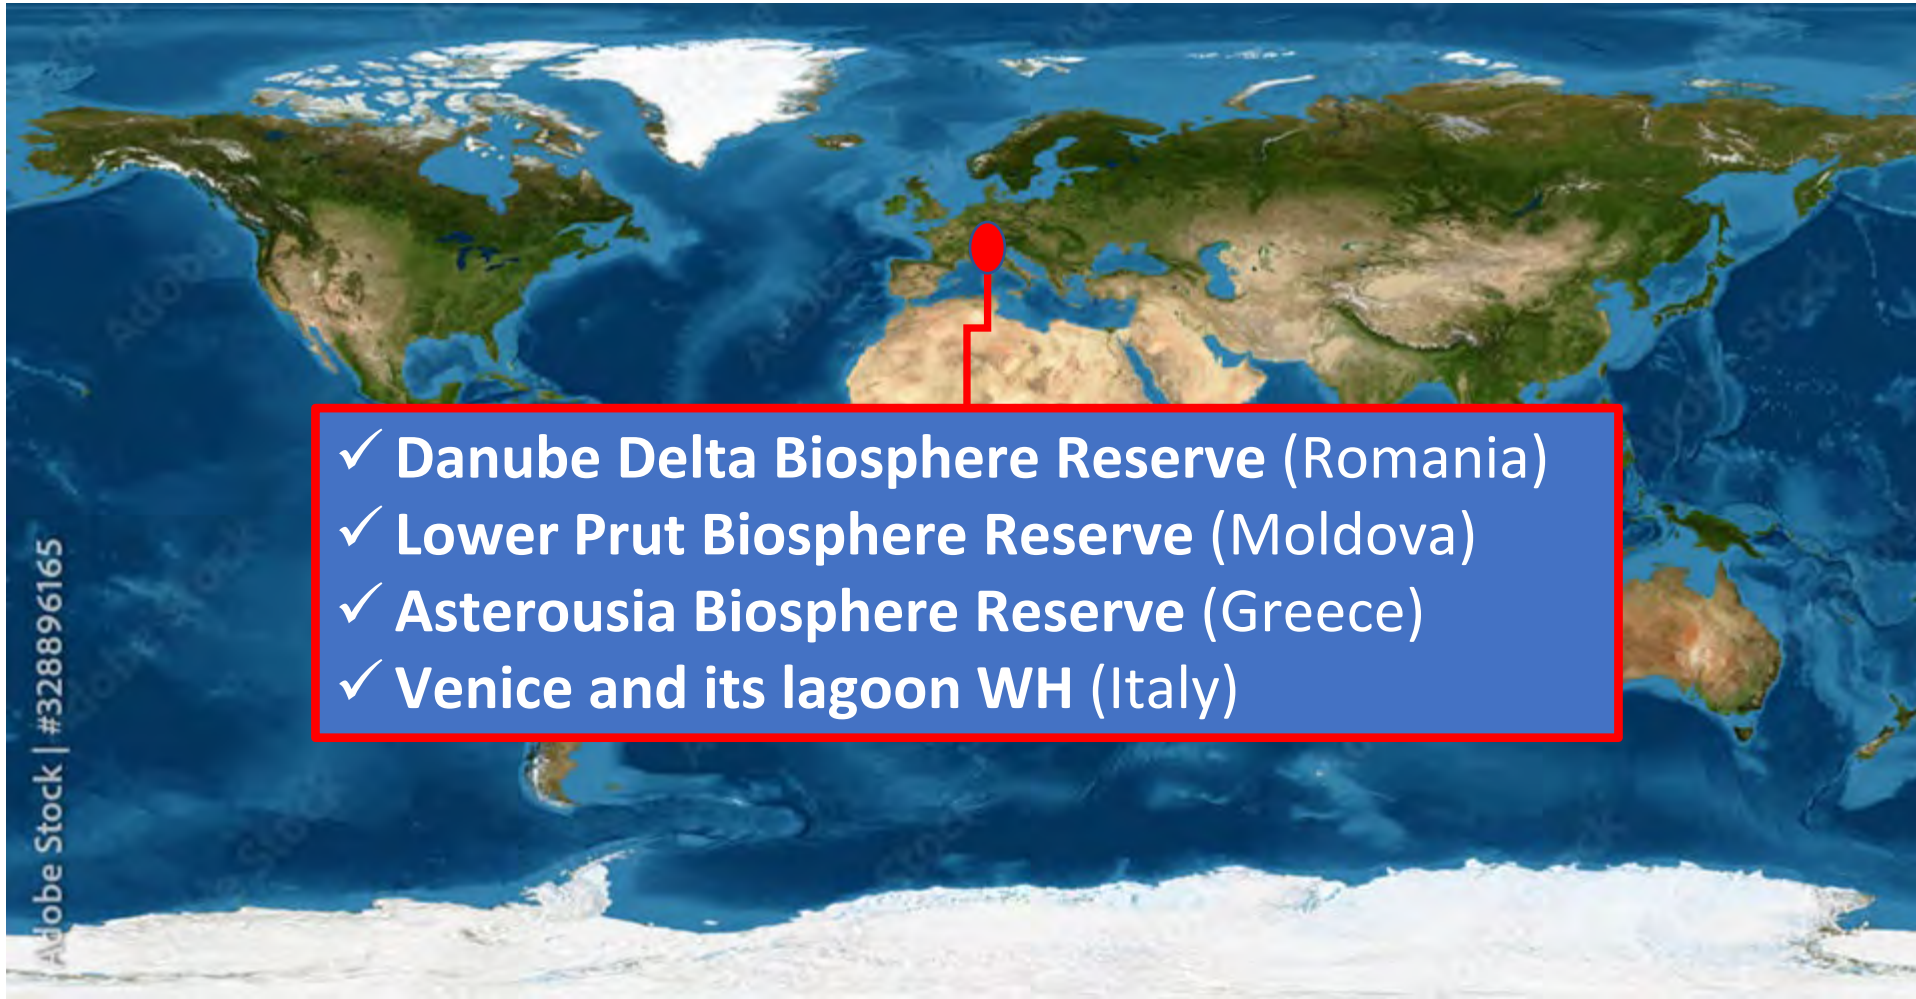 ✓ Danube Delta Biosphere Reserve (Romania)
✓ Lower Prut Biosphere Reserve (Moldova)
✓ Asterousia Biosphere Reserve (Greece)
✓ Venice and its lagoon WH (Italy)
Adobe Stock | #328896165